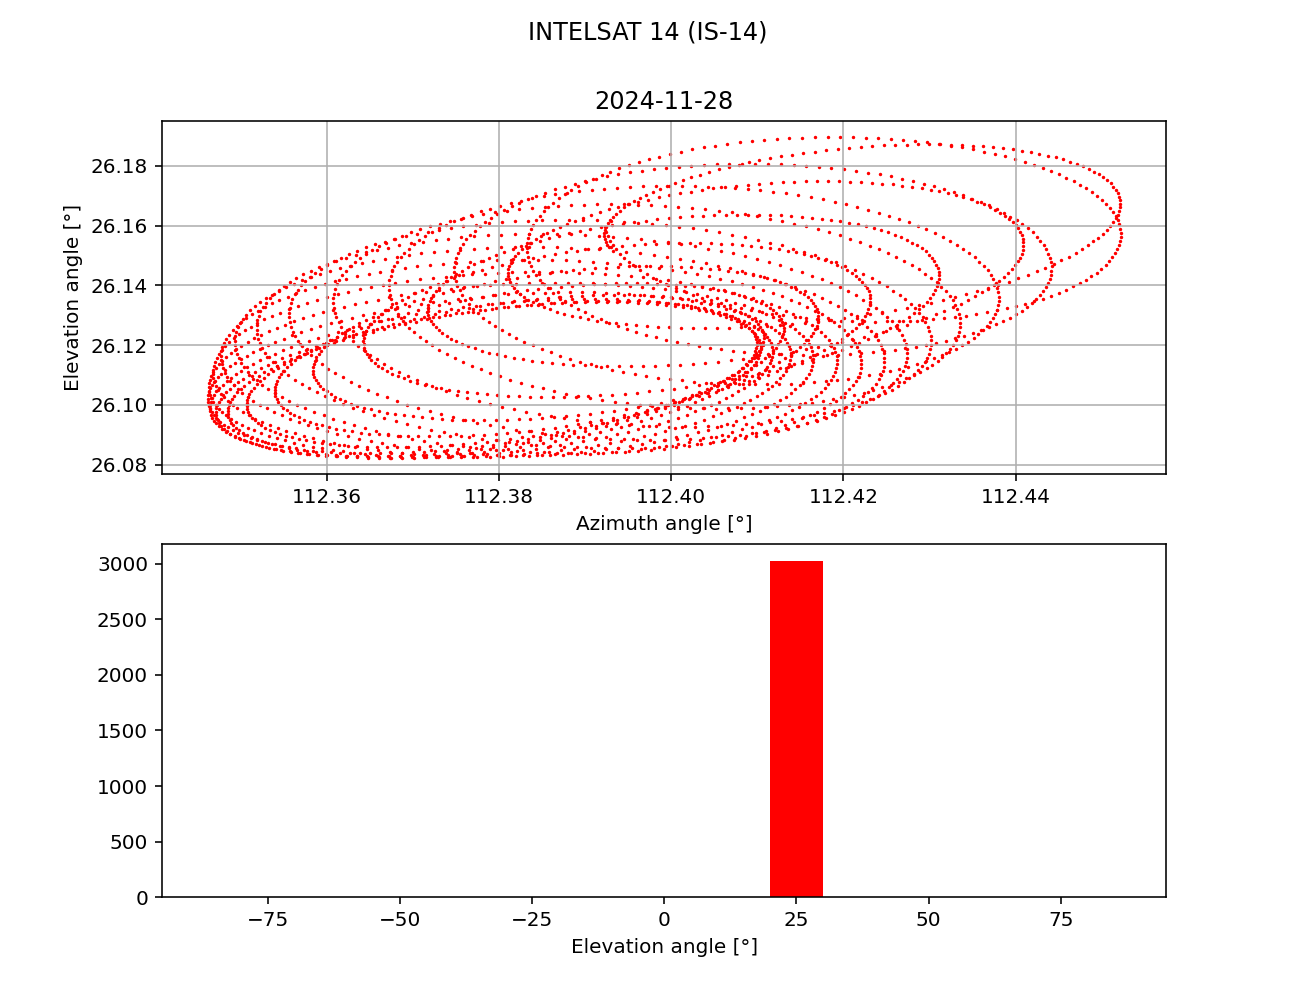 INTELSAT 14 (IS-14)
2024-11-28
26.18
26.16
26.14
26.12
26.10
26.08
Elevation angle [°]
112.36 112.38 112.40 112.42 112.44
Azimuth angle [°]
3000
2500
2000
1500
1000
500
0
−75 −50 −25 0 25 50 75
Elevation angle [°]